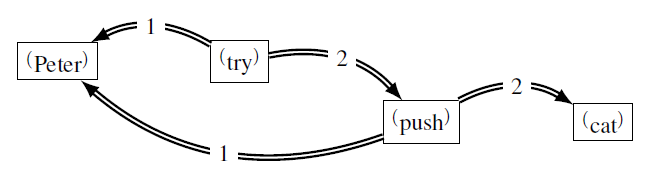 1
(Peter)
(try)
2
2
(push)
(cat)
1